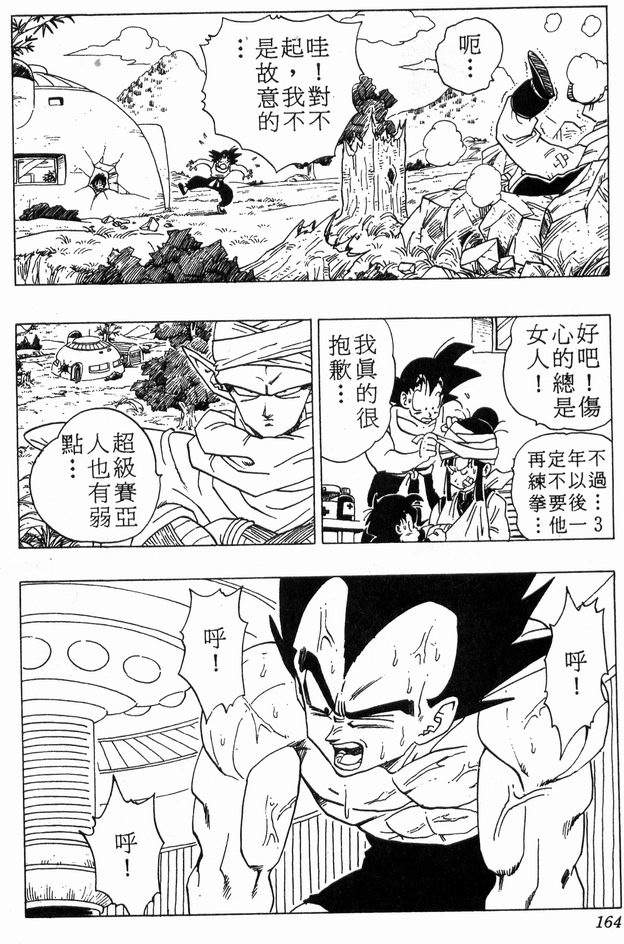 呃…
哇！對不
起，我不
是故意的
…
好吧！傷
心的總是
女人！
不過…3
年以後一
定不要他
再練拳…
我眞的很
抱歉…
超級賽亞
人也有弱
點…
呼！
呼！
呼！
164